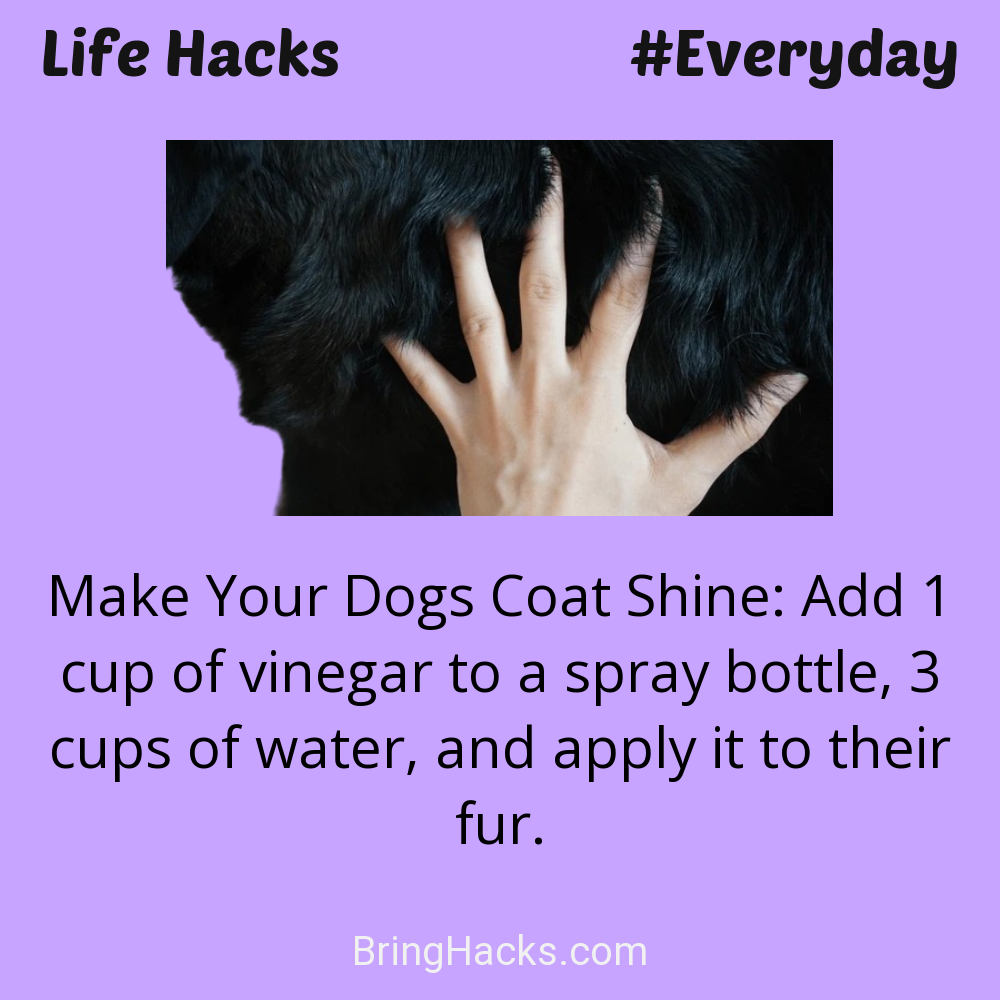 Life Hacks
#Everyday
Make Your Dogs Coat Shine: Add 1
cup of vinegar to a spray bottle, 3
cups of water, and apply it to their
fur.
BringHacks.com